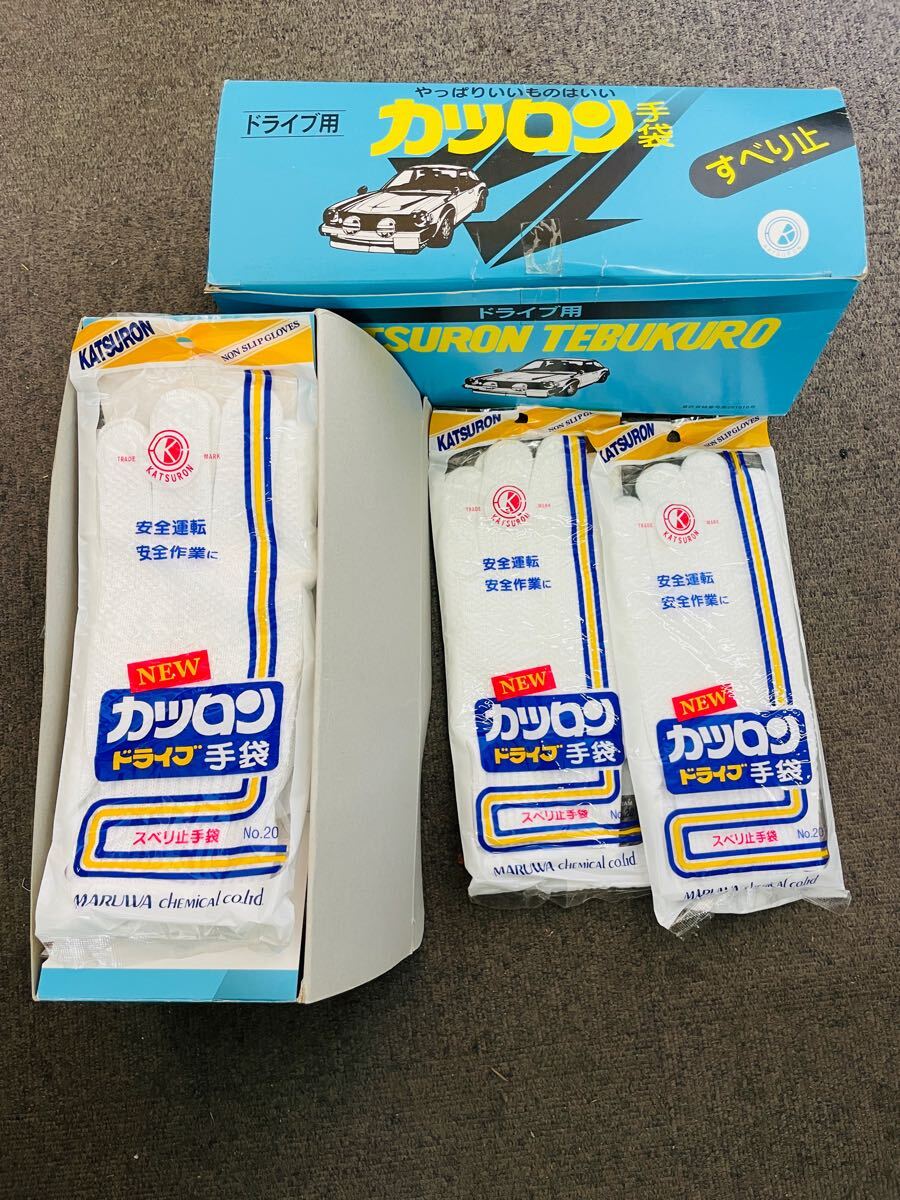 やっぱりいいものはいい
ドライブ用
カツロン手袋
すべり止
K
KATSURON
ドライブ用
TSURON TEBUKURO
KATSURON
NON SLIP GLOVES
TRADE MARK
K
KATSURON
安全運転
安全作業に
NEW
カツロン
ドライブ手袋
スベリ止手袋
No.20
MARUWA chemical co.ltd
KATSURON
NON SLIP GLOVES
TRADE MARK
K
KATSURON
安全運転
安全作業に
NEW
カツロン
ドライブ手袋
スベリ止手袋
No.20
MARUWA chemical co.ltd
KATSURON
NON SLIP GLOVES
TRADE MARK
K
KATSURON
安全運転
安全作業に
NEW
カツロン
ドライブ手袋
スベリ止手袋
No.20
MARUWA chemical co.ltd